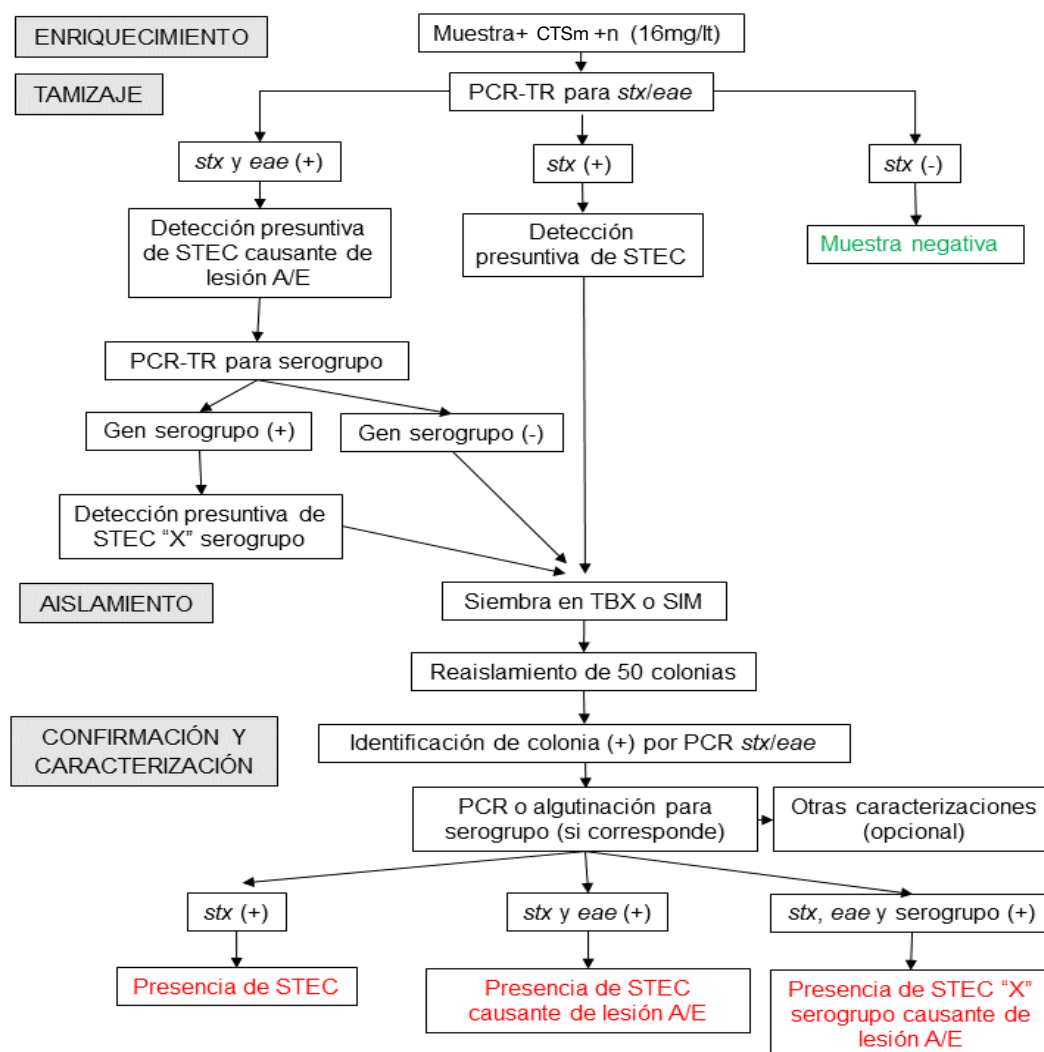 ENRIQUECIMIENTO
Muestra+ CTSm +n (16mg/lt)
TAMIZAJE
PCR-TR para stx/eae
stx y eae (+)
stx (+)
stx (-)
Detección presuntiva
de STEC causante de
lesión A/E
Detección
presuntiva de STEC
Muestra negativa
PCR-TR para serogrupo
Gen serogrupo (+)
Gen serogrupo (-)
Detección presuntiva de
STEC “X” serogrupo
AISLAMIENTO
Siembra en TBX o SIM
Reaislamiento de 50 colonias
CONFIRMACIÓN Y
CARACTERIZACIÓN
Identificación de colonia (+) por PCR stx/eae
PCR o algutinación para
serogrupo (si corresponde)
Otras caracterizaciones
(opcional)
stx (+)
stx y eae (+)
stx, eae y serogrupo (+)
Presencia de STEC
Presencia de STEC
causante de lesión A/E
Presencia de STEC “X”
serogrupo causante de
lesión A/E